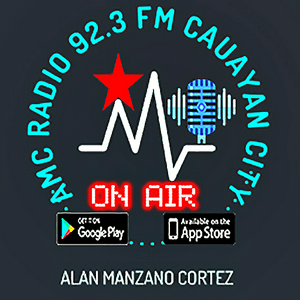 AMC RADIO 92.3 FM CAUAYAN CITY
ON AIR
GET IT ON
Google Play
Available on the
App Store
ALAN MANZANO CORTEZ